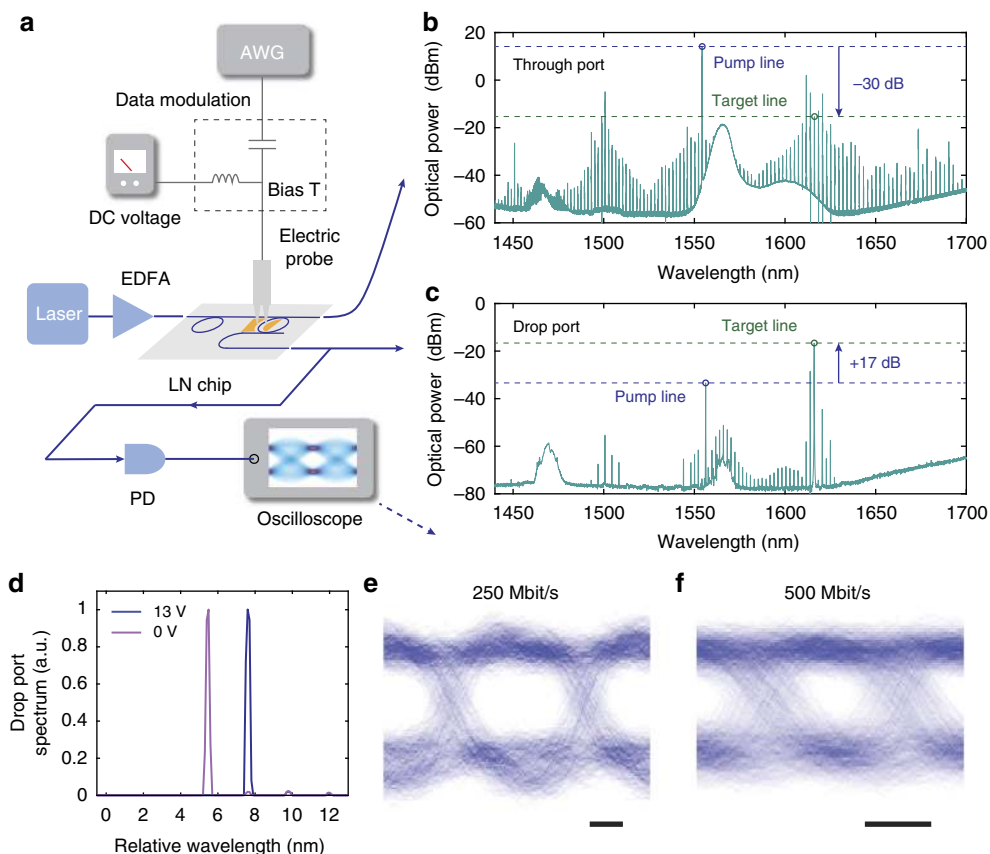 a
AWG
Data modulation
Bias T
DC voltage
Electric
probe
EDFA
Laser
LN chip
PD
Oscilloscope
b
20
0
−20
−40
−60
Optical power (dBm)
Through port
Pump line
Target line
−30 dB
1450
1500
1550
1600
1650
1700
Wavelength (nm)
c
0
−20
−40
−60
−80
Optical power (dBm)
Drop port
Target line
Pump line
+17 dB
1450
1500
1550
1600
1650
1700
Wavelength (nm)
d
1
0.8
0.6
0.4
0.2
0
Drop port
spectrum (a.u.)
13 V
0 V
0
2
4
6
8
10
12
Relative wavelength (nm)
e
250 Mbit/s
f
500 Mbit/s